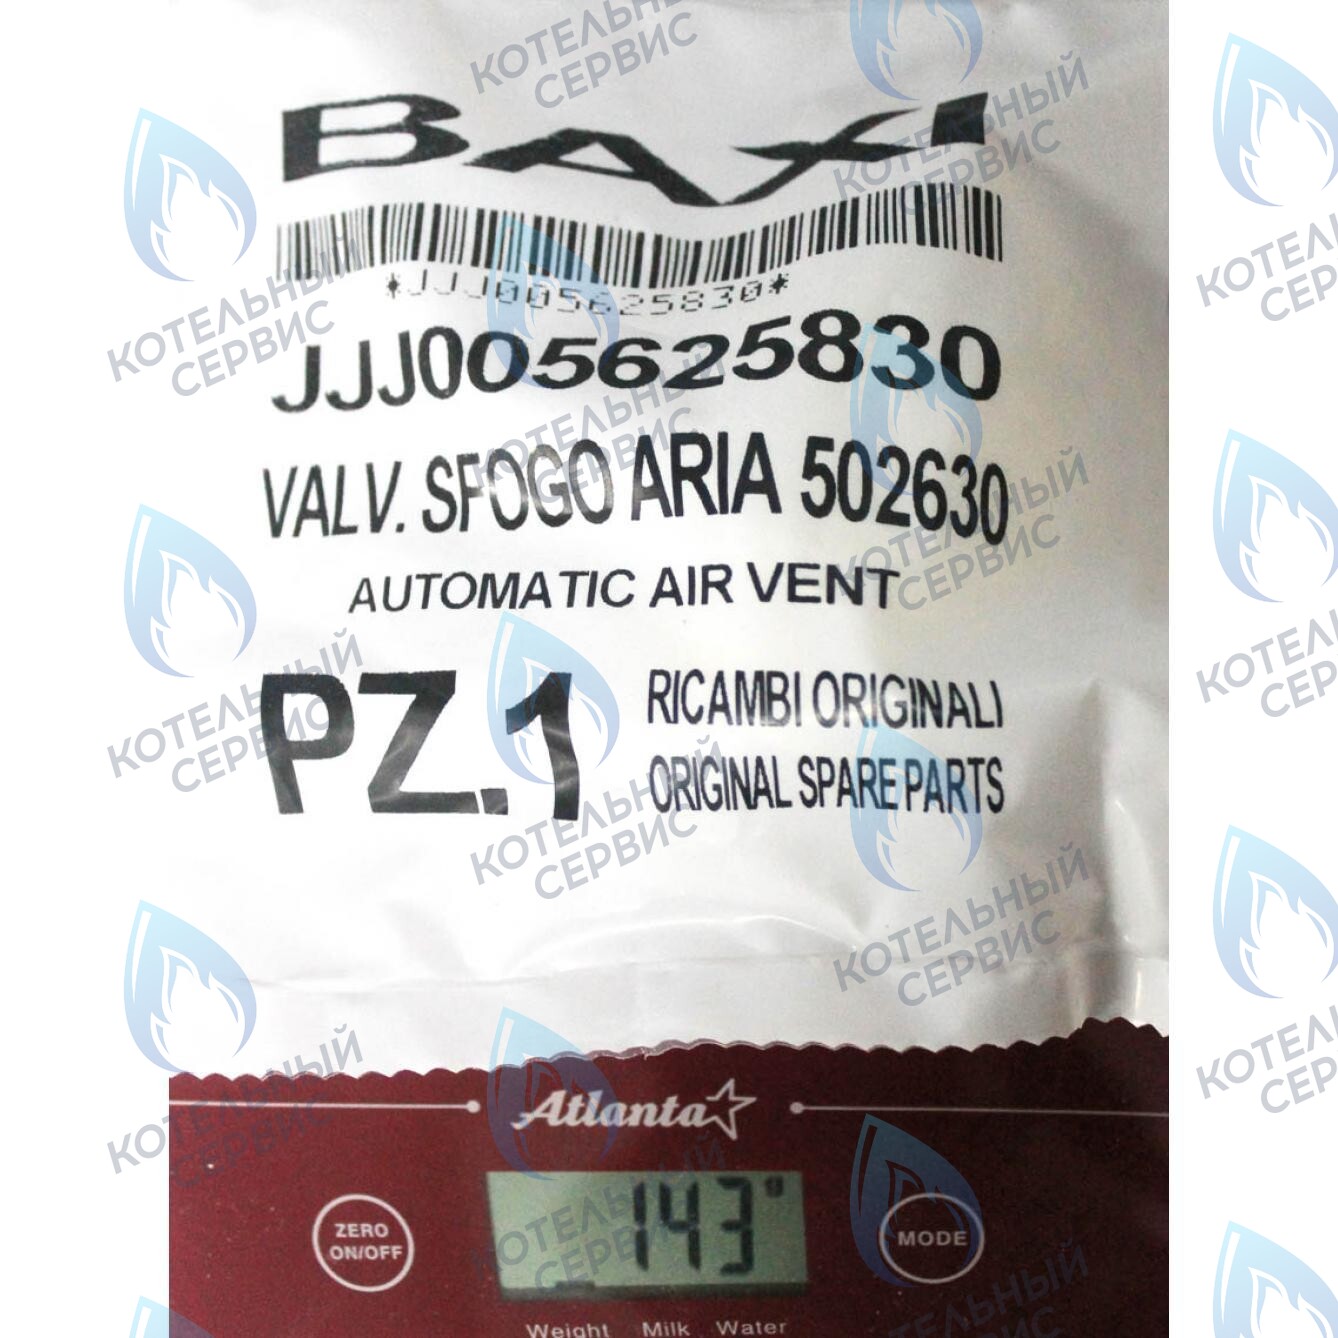 BAXI
*JJJ005625830*
JJJ005625830
VALV. SFOGO ARIA 502630
AUTOMATIC AIR VENT
PZ.1
RICAMBI ORIGINALI
ORIGINAL SPARE PARTS
Atlanta
ZERO
ON/OFF
143 g
MODE
Weight Milk Water
КОТЕЛЬНЫЙ
СЕРВИС